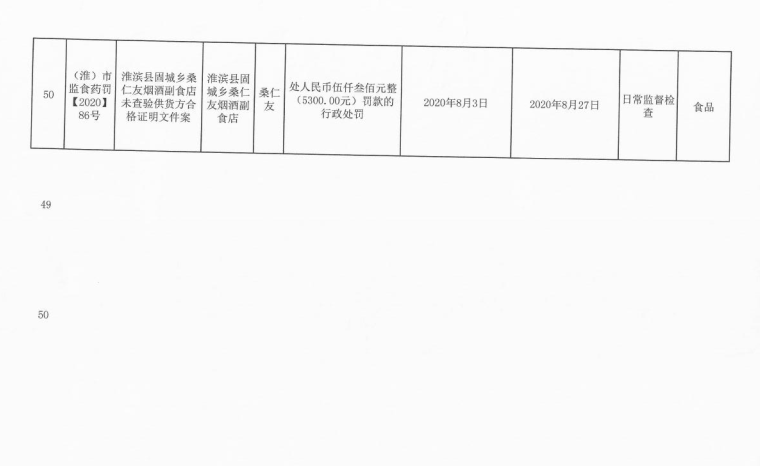 50
（淮）市
监食药罚
【2020】
86号
淮滨县固城乡桑
仁友烟酒副食店
未查验供货方合
格证明文件案
淮滨县固
城乡桑仁
友烟酒副
食店
桑仁
友
处人民币伍仟叁佰元整
（5300.00元）罚款的
行政处罚
2020年8月3日
2020年8月27日
日常监督检
查
食品
49
50